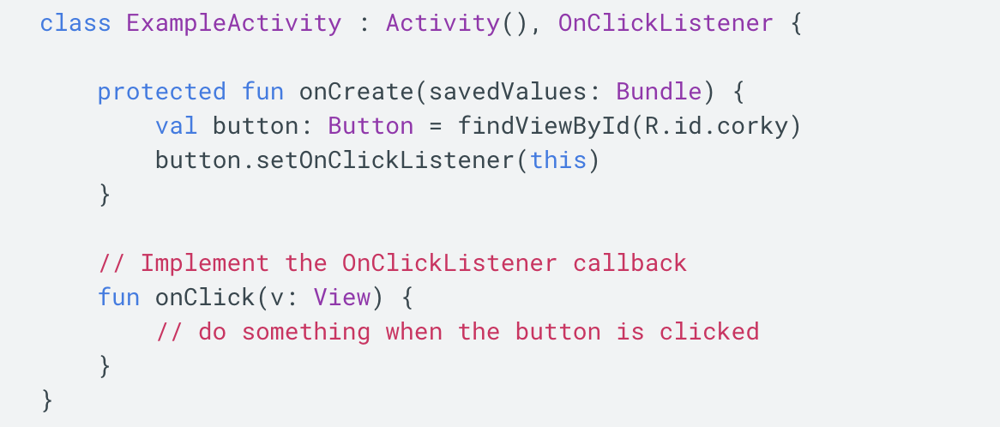 class ExampleActivity : Activity(), OnClickListener {
protected fun onCreate(savedValues: Bundle) {
val button: Button = findViewById(R.id.corky)
button.setOnClickListener(this)
}
// Implement the OnClickListener callback
fun onClick(v: View) {
// do something when the button is clicked
}
}